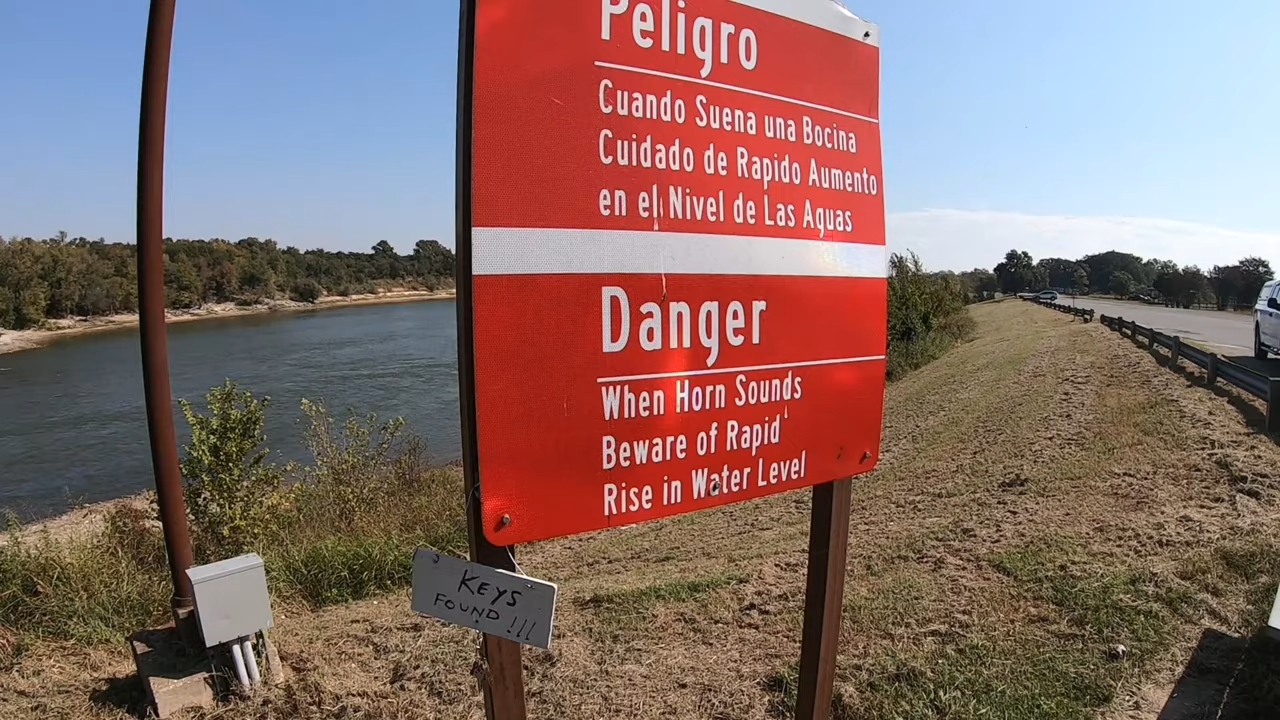 Peligro
Cuando Suena una Bocina
Cuidado de Rapido Aumento
en el Nivel de Las Aguas
Danger
When Horn Sounds
Beware of Rapid
Rise in Water Level
KEYS
FOUND !!!